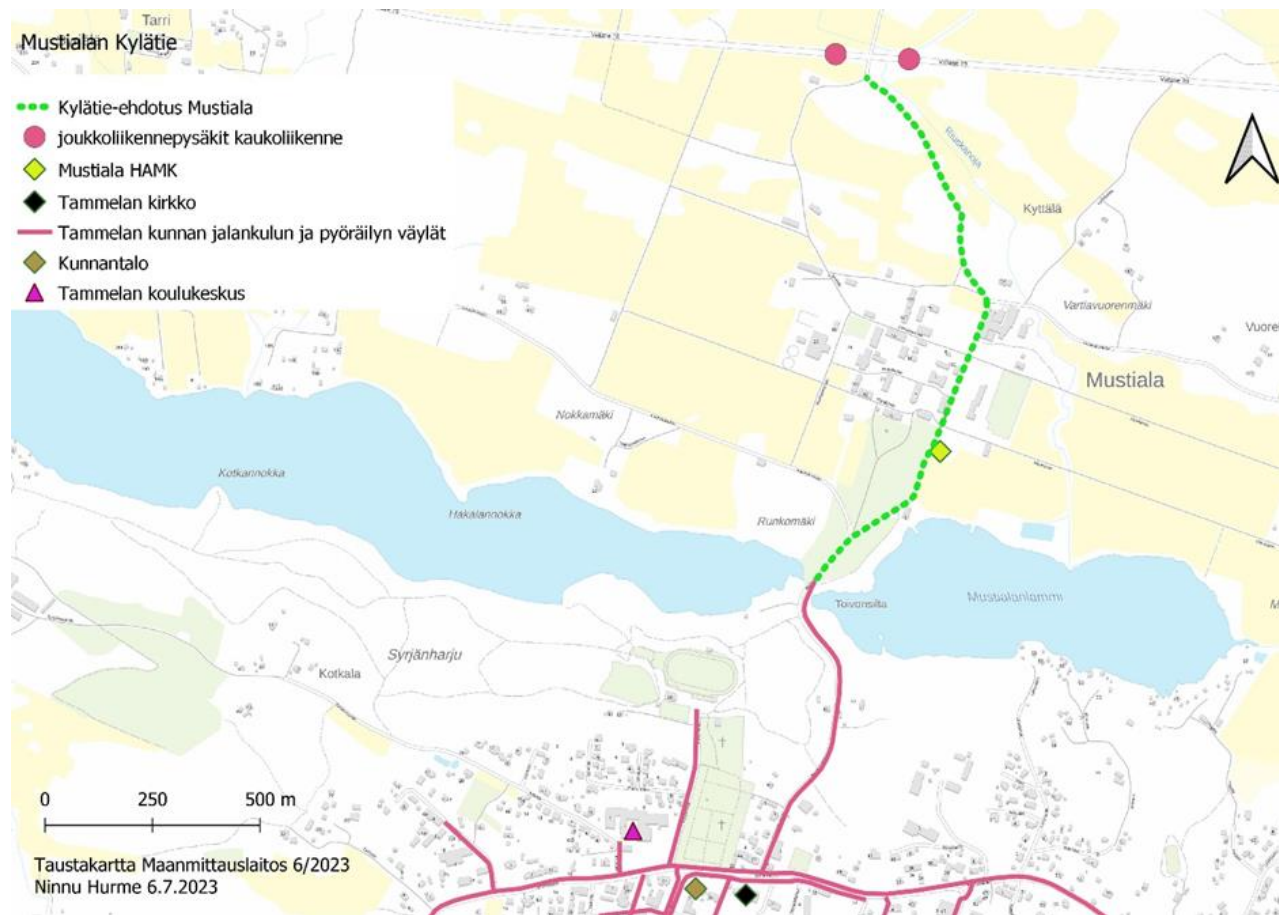 Tarri
Mustialan Kylätie
Kylätie-ehdotus Mustiala
joukkoliikennepysäkit kaukoliikenne
Mustiala HAMK
Tammelan kirkko
Tammelan kunnan jalankulun ja pyöräilyn väylät
Kunnantalo
Tammelan koulukeskus
Kyttälä
Vartiavuorenmäki
Mustiala
Nokkamäki
Kotkannokka
Hakalannokka
Runkomäki
Toivonsilta
Mustialanlammi
Syrjänharju
Kotkala
0 250 500 m
Taustakartta Maanmittauslaitos 6/2023
Ninnu Hurme 6.7.2023